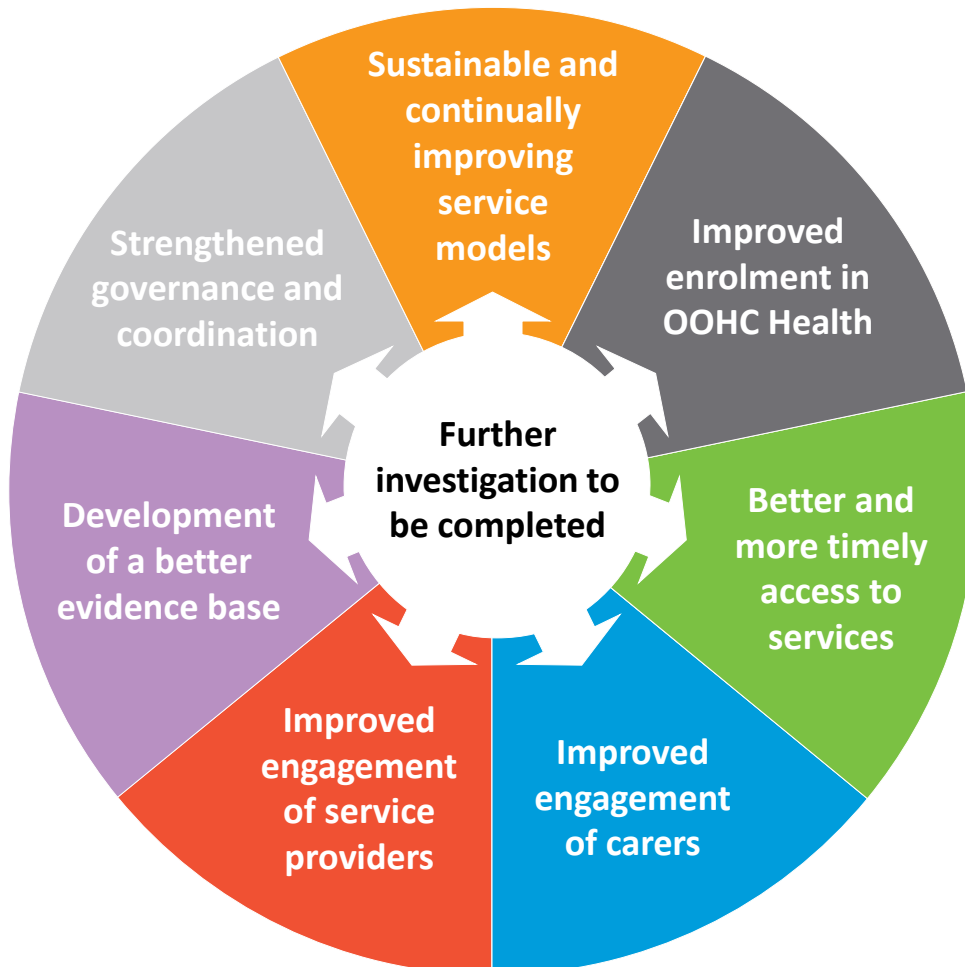 Sustainable and
continually
improving
service
models
Improved
enrolment in
OOHC Health
Better and
more timely
access to
services
Improved
engagement
of carers
Improved
engagement
of service
providers
Development
of a better
evidence base
Strengthened
governance and
coordination
Further
investigation to
be completed